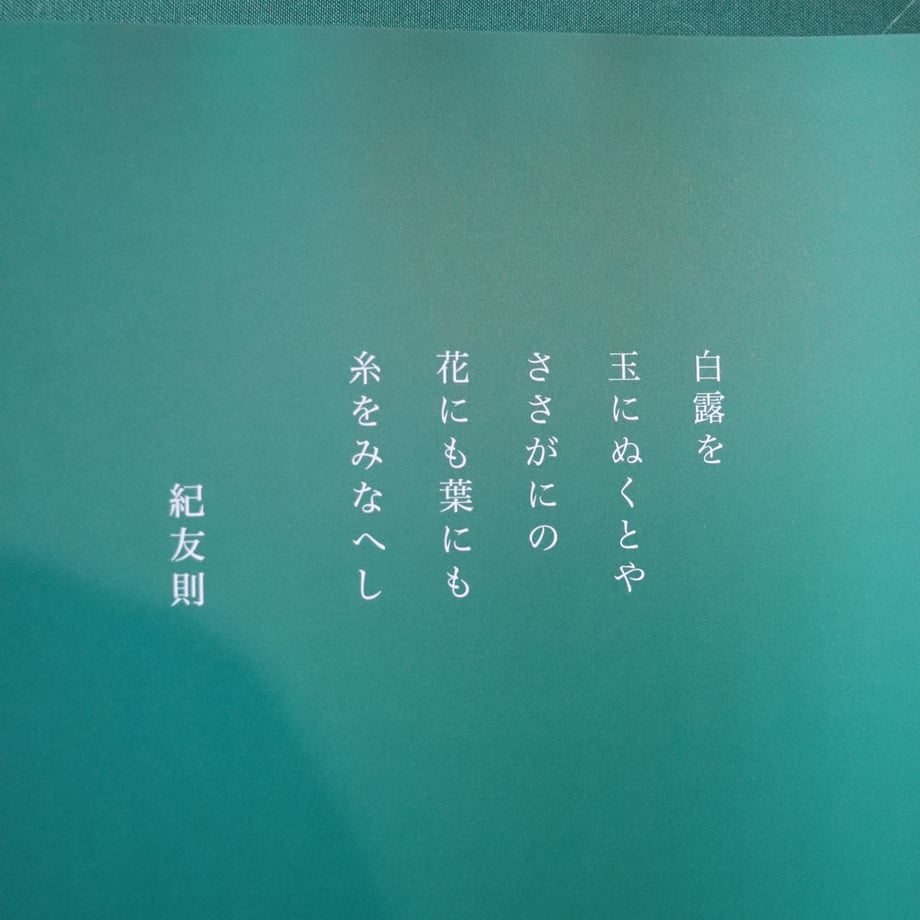 白露を
玉にぬくとや
ささがにの
花にも葉にも
糸をみなへし
紀友則